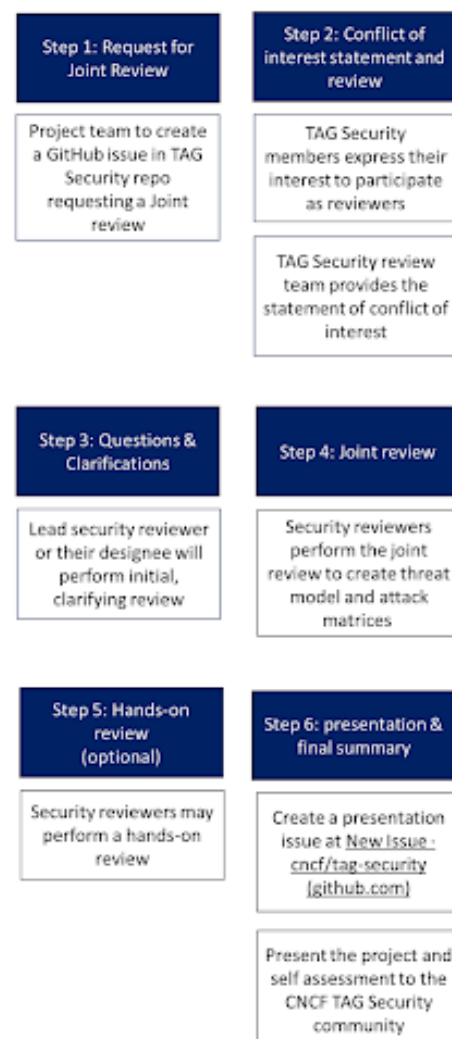 Step 1: Request for
Joint Review
Project team to create
a GitHub issue in TAG
Security repo
requesting a Joint
review
Step 2: Conflict of
interest statement and
review
TAG Security
members express their
interest to participate
as reviewers
TAG Security review
team provides the
statement of conflict of
interest
Step 3: Questions &
Clarifications
Lead security reviewer
or their designee will
perform initial,
clarifying review
Step 4: Joint review
Security reviewers
perform the joint
review to create threat
model and attack
matrices
Step 5: Hands-on
review
(optional)
Security reviewers may
perform a hands-on
review
Step 6: presentation &
final summary
Create a presentation
issue at New Issue ·
cncf/tag-security
(github.com)
Present the project and
self assessment to the
CNCF TAG Security
community